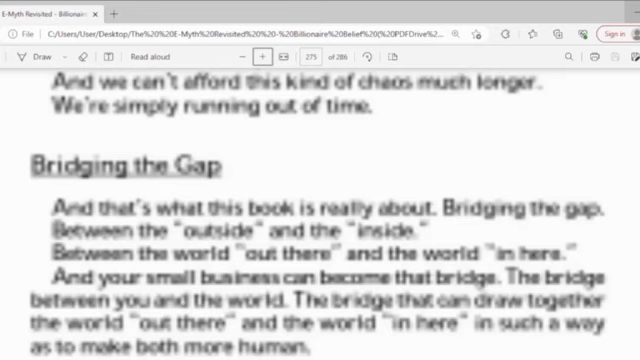 E-Myth Revisited - Billionaire
File C:/Users/User/Desktop/The%20%20E-Myth%20Revisited%20%20-%20Billionaire%20Belief%20(%20PDFDrive%2... Sign in
Draw Read aloud 275 of 286
And we can't afford this kind of chaos much longer.
We're simply running out of time.
Bridging the Gap
And that's what this book is really about. Bridging the gap.
Between the "outside" and the "inside."
Between the world "out there" and the world "in here."
And your small business can become that bridge. The bridge
between you and the world. The bridge that can draw together
the world "out there" and the world "in here" in such a way
as to make both more human.